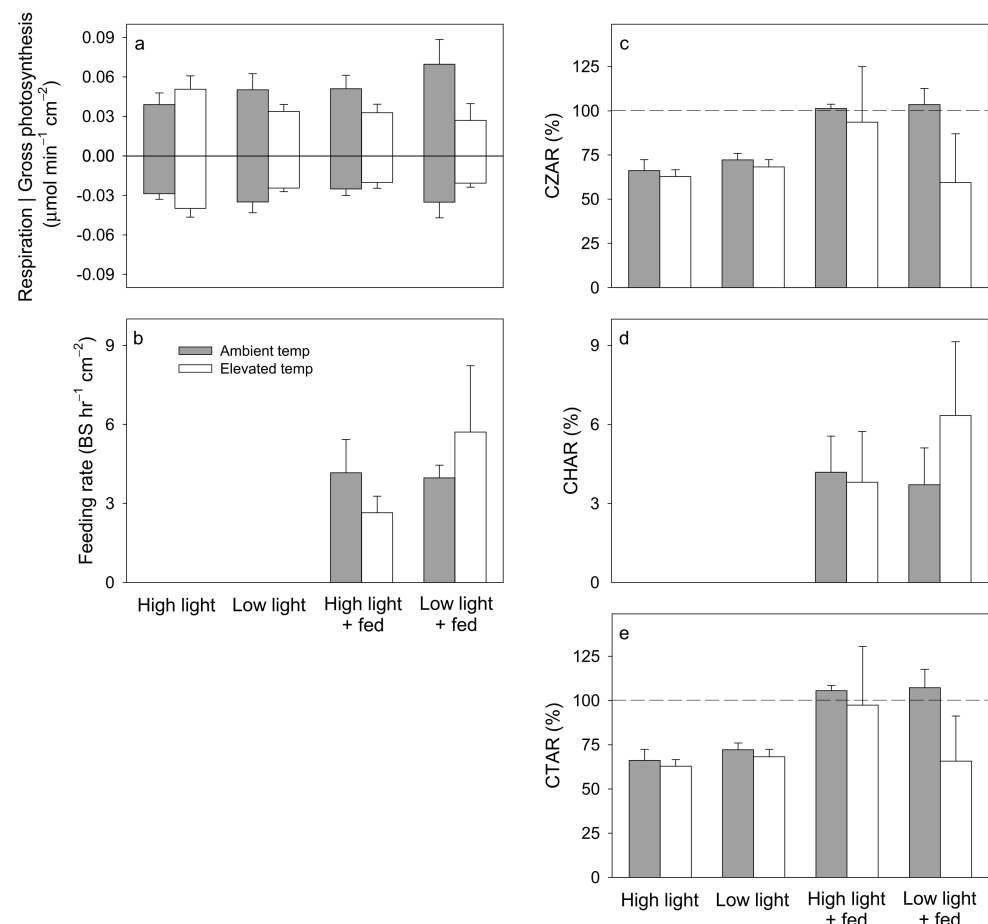 Respiration | Gross photosynthesis
(μmol min⁻¹ cm⁻²)
a
0.09
0.06
0.03
0.00
-0.03
-0.06
-0.09
Feeding rate (BS hr⁻¹ cm⁻²)
b
Ambient temp
Elevated temp
9
6
3
0
High light
Low light
High light
+ fed
Low light
+ fed
CZAR (%)
c
125
100
75
50
25
0
CHAR (%)
d
9
6
3
0
CTAR (%)
e
125
100
75
50
25
0
High light
Low light
High light
+ fed
Low light
+ fed